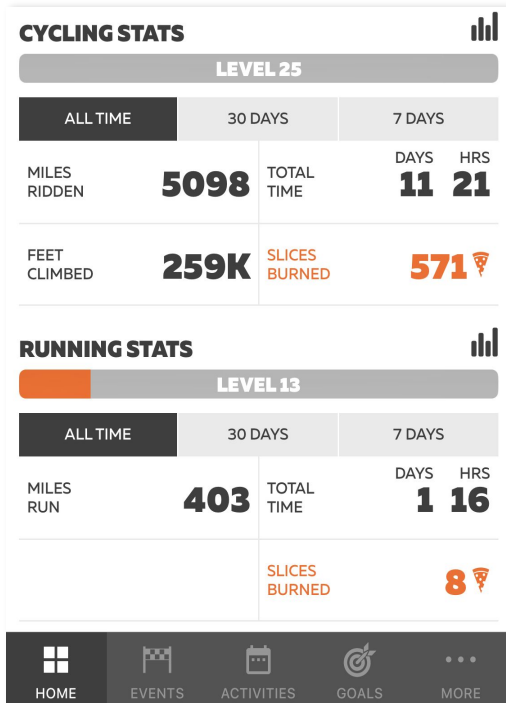 CYCLING STATS
LEVEL 25
ALL TIME 30 DAYS 7 DAYS
MILES RIDDEN 5098 TOTAL TIME DAYS 11 HRS 21
FEET CLIMBED 259K SLICES BURNED 571
RUNNING STATS
LEVEL 13
ALL TIME 30 DAYS 7 DAYS
MILES RUN 403 TOTAL TIME DAYS 1 HRS 16
SLICES BURNED 8
HOME EVENTS ACTIVITIES GOALS MORE